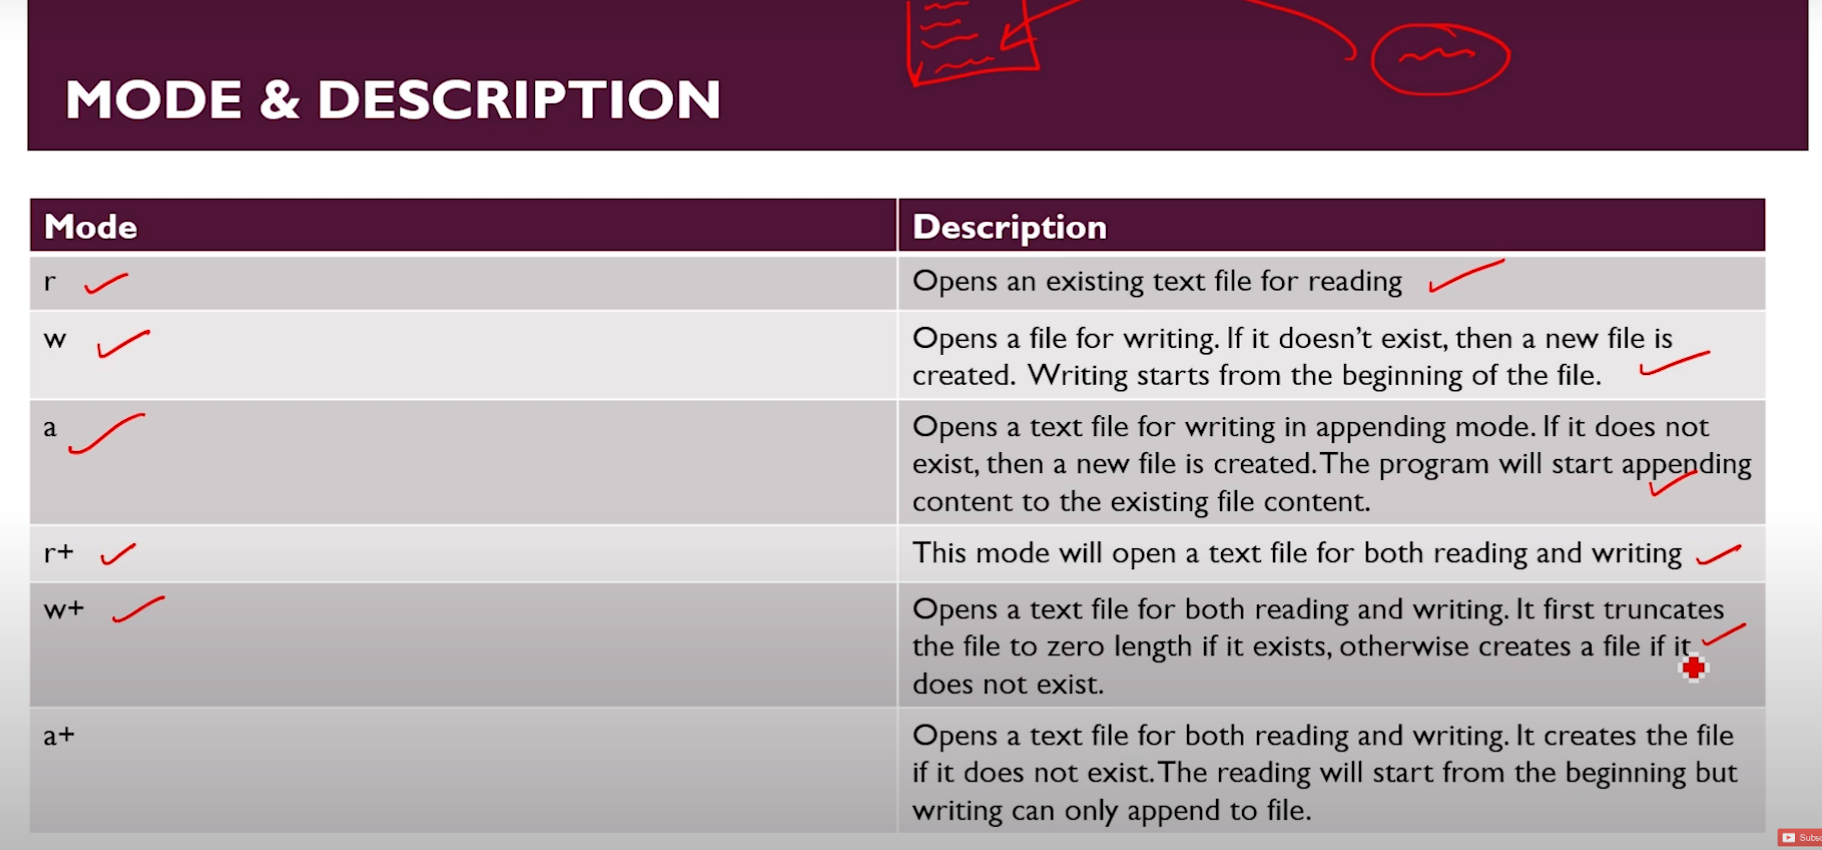 MODE & DESCRIPTION
Mode
Description
r
Opens an existing text file for reading
w
Opens a file for writing. If it doesn't exist, then a new file is
created. Writing starts from the beginning of the file.
a
Opens a text file for writing in appending mode. If it does not
exist, then a new file is created. The program will start appending
content to the existing file content.
r+
This mode will open a text file for both reading and writing
w+
Opens a text file for both reading and writing. It first truncates
the file to zero length if it exists, otherwise creates a file if it
does not exist.
a+
Opens a text file for both reading and writing. It creates the file
if it does not exist. The reading will start from the beginning but
writing can only append to file.